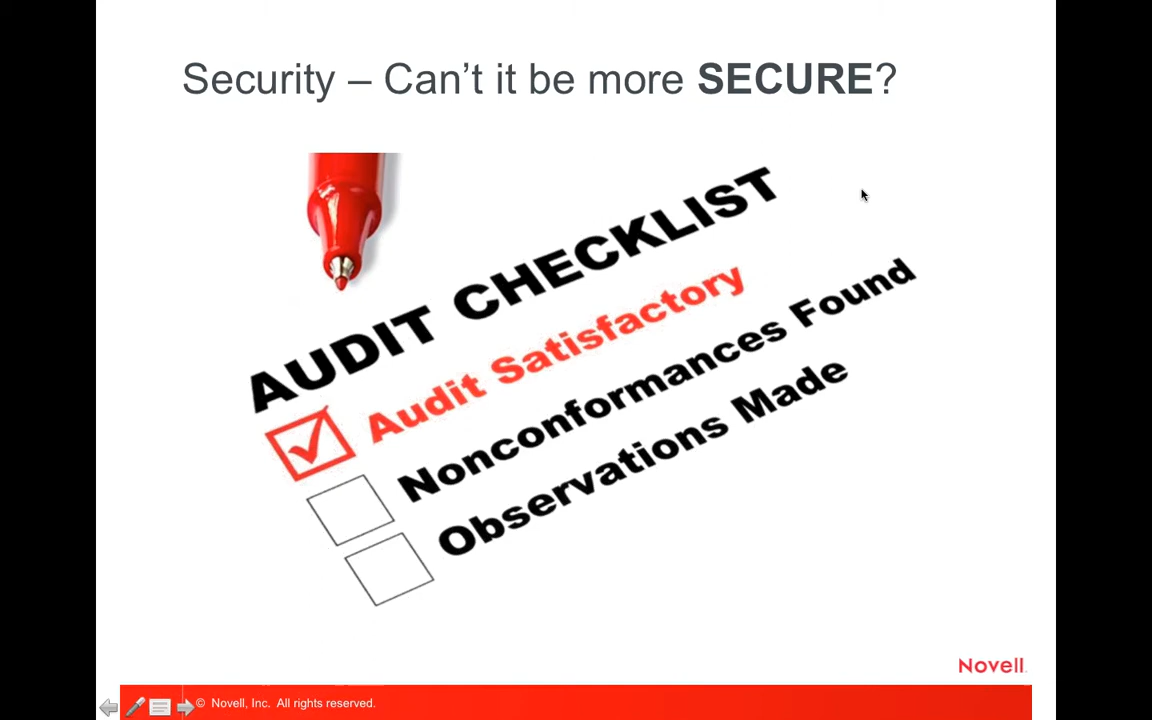 Security – Can’t it be more SECURE?
AUDIT CHECKLIST
Audit Satisfactory
Nonconformances Found
Observations Made
Novell
© Novell, Inc. All rights reserved.